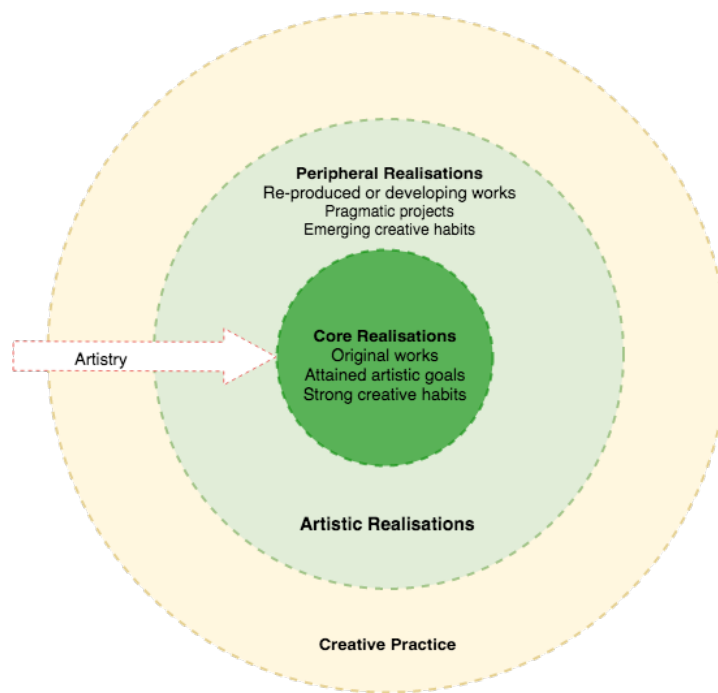 Peripheral Realisations
Re-produced or developing works
Pragmatic projects
Emerging creative habits
Core Realisations
Original works
Attained artistic goals
Strong creative habits
Artistry
Artistic Realisations
Creative Practice